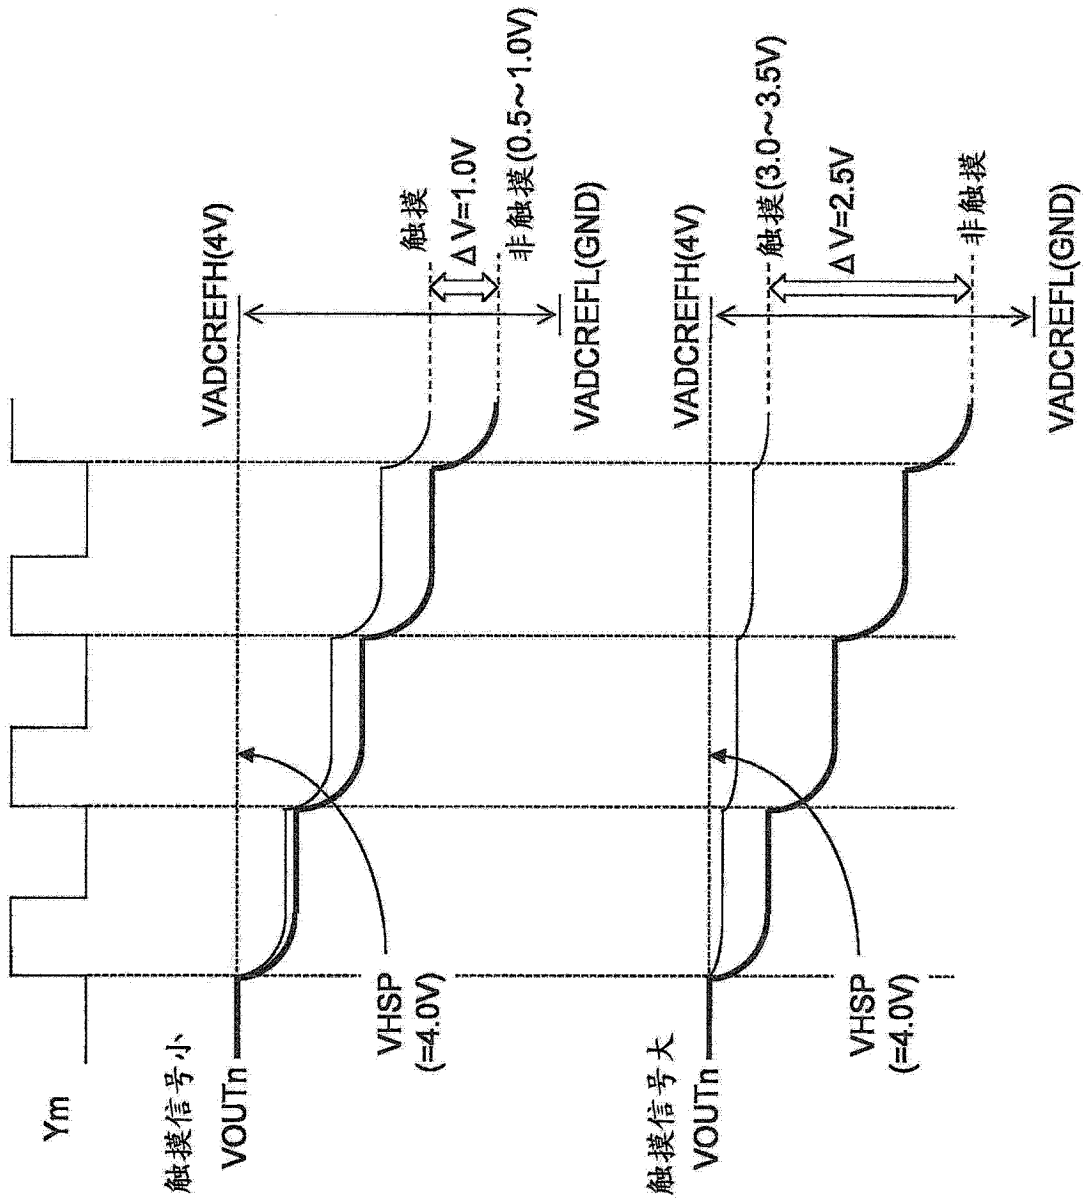 Ym
触摸信号小
VOUTn
VHSP
(=4.0V)
VADCREFH(4V)
触摸
ΔV=1.0V
非触摸(0.5～1.0V)
VADCREFL(GND)
触摸信号大
VOUTn
VHSP
(=4.0V)
VADCREFH(4V)
触摸(3.0～3.5V)
ΔV=2.5V
非触摸
VADCREFL(GND)